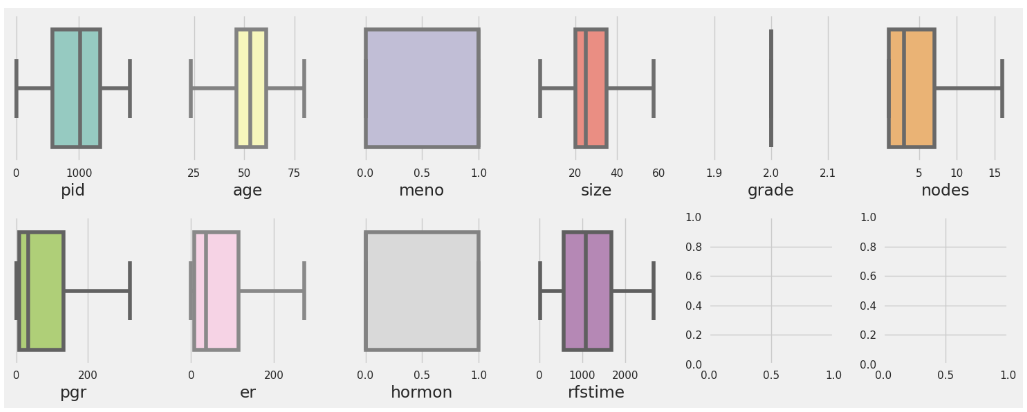 0 1000
pid
25 50 75
age
0.0 0.5 1.0
meno
20 40 60
size
1.9 2.0 2.1
grade
5 10 15
nodes
0 200
pgr
0 200
er
0.0 0.5 1.0
hormon
0 1000 2000
rfstime
1.0
0.8
0.6
0.4
0.2
0.0
0.0 0.5 1.0
1.0
0.8
0.6
0.4
0.2
0.0
0.0 0.5 1.0